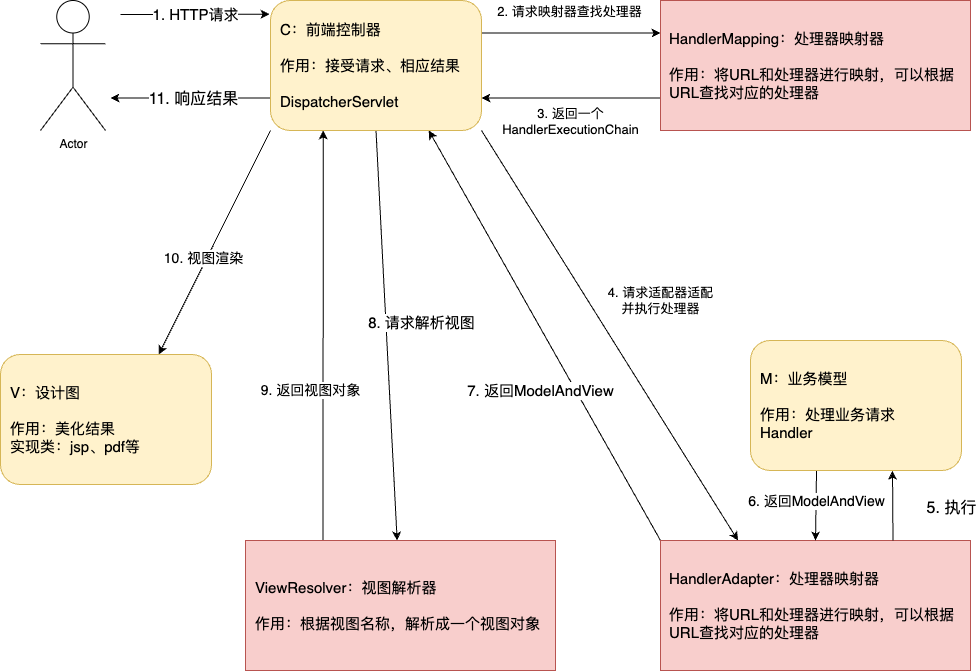 1. HTTP请求
11. 响应结果
Actor
C：前端控制器
作用：接受请求、相应结果
DispatcherServlet
2. 请求映射器查找处理器
3. 返回一个
HandlerExecutionChain
HandlerMapping：处理器映射器
作用：将URL和处理器进行映射，可以根据
URL查找对应的处理器
10. 视图渲染
8. 请求解析视图
4. 请求适配器适配
并执行处理器
9. 返回视图对象
7. 返回ModelAndView
V：设计图
作用：美化结果
实现类：jsp、pdf等
M：业务模型
作用：处理业务请求
Handler
6. 返回ModelAndView
5. 执行
ViewResolver：视图解析器
作用：根据视图名称，解析成一个视图对象
HandlerAdapter：处理器映射器
作用：将URL和处理器进行映射，可以根据
URL查找对应的处理器